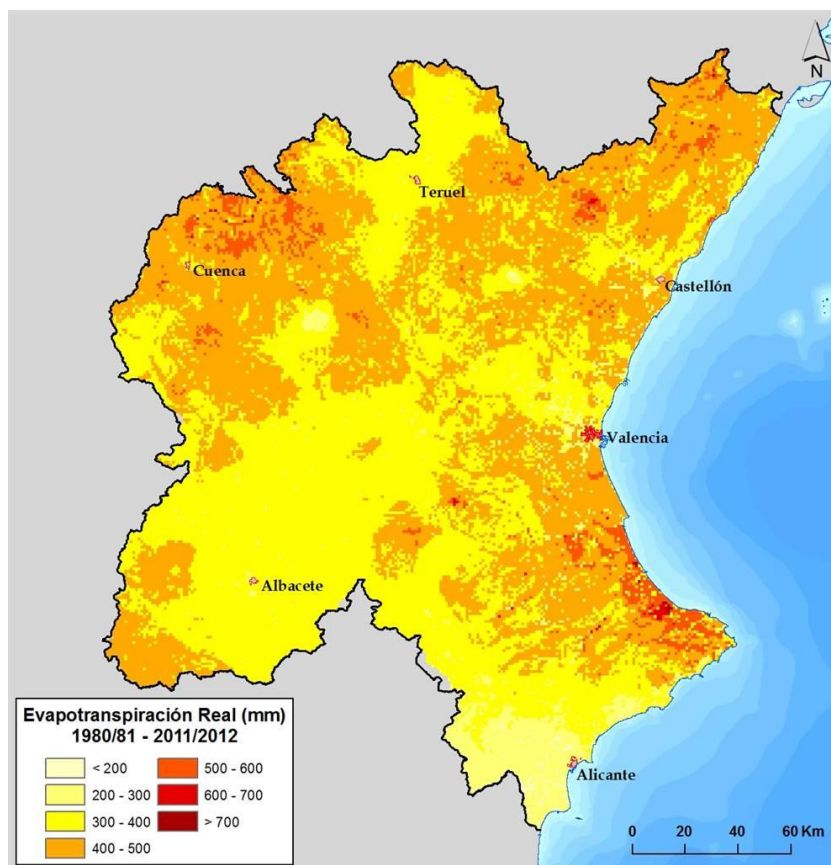 N
Teruel
Cuenca
Castellón
Valencia
Albacete
Alicante
Evapotranspiración Real (mm)
1980/81 - 2011/2012
< 200
200 - 300
300 - 400
400 - 500
500 - 600
600 - 700
> 700
0 20 40 60 Km